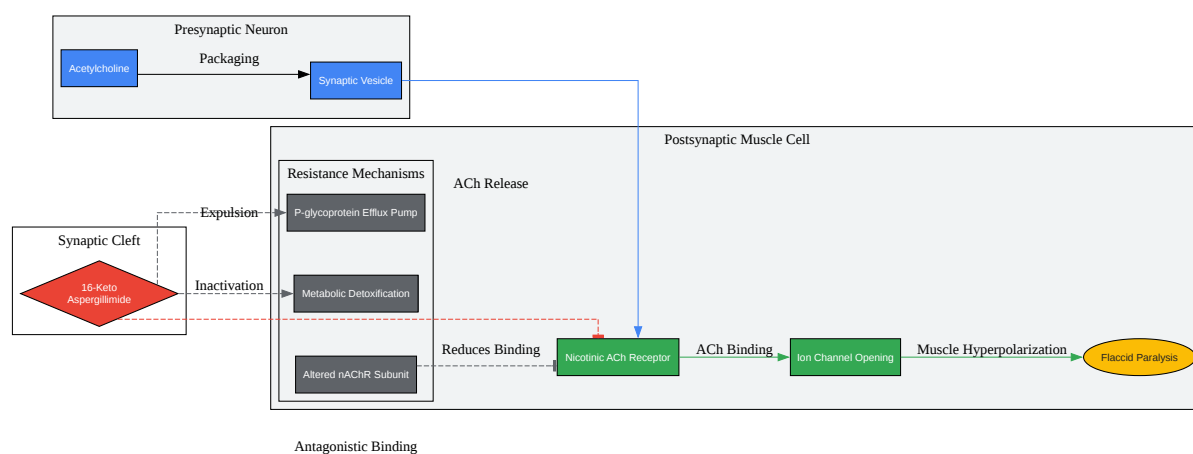 Presynaptic Neuron
Packaging
Acetylcholine
Synaptic Vesicle
Postsynaptic Muscle Cell
Resistance Mechanisms
ACh Release
P-glycoprotein Efflux Pump
Expulsion
Synaptic Cleft
16-Keto
Aspergillimide
Inactivation
Metabolic Detoxification
Reduces Binding
Nicotinic ACh Receptor
ACh Binding
Ion Channel Opening
Muscle Hyperpolarization
Flaccid Paralysis
Altered nAChR Subunit
Antagonistic Binding